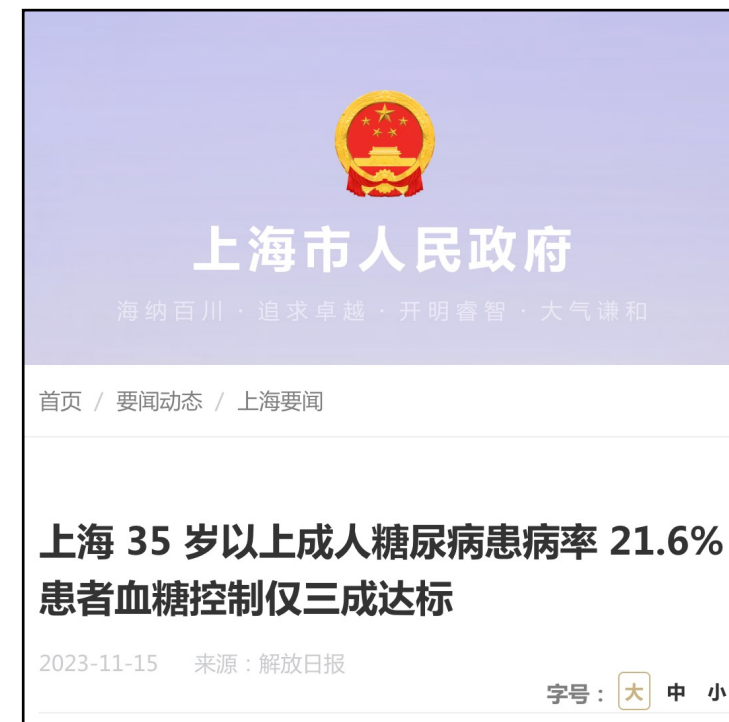 上海市人民政府
海纳百川 · 追求卓越 · 开明睿智 · 大气谦和
首页 / 要闻动态 / 上海要闻
上海 35 岁以上成人糖尿病患病率 21.6%
患者血糖控制仅三成达标
2023-11-15 来源：解放日报
字号： 大 中 小